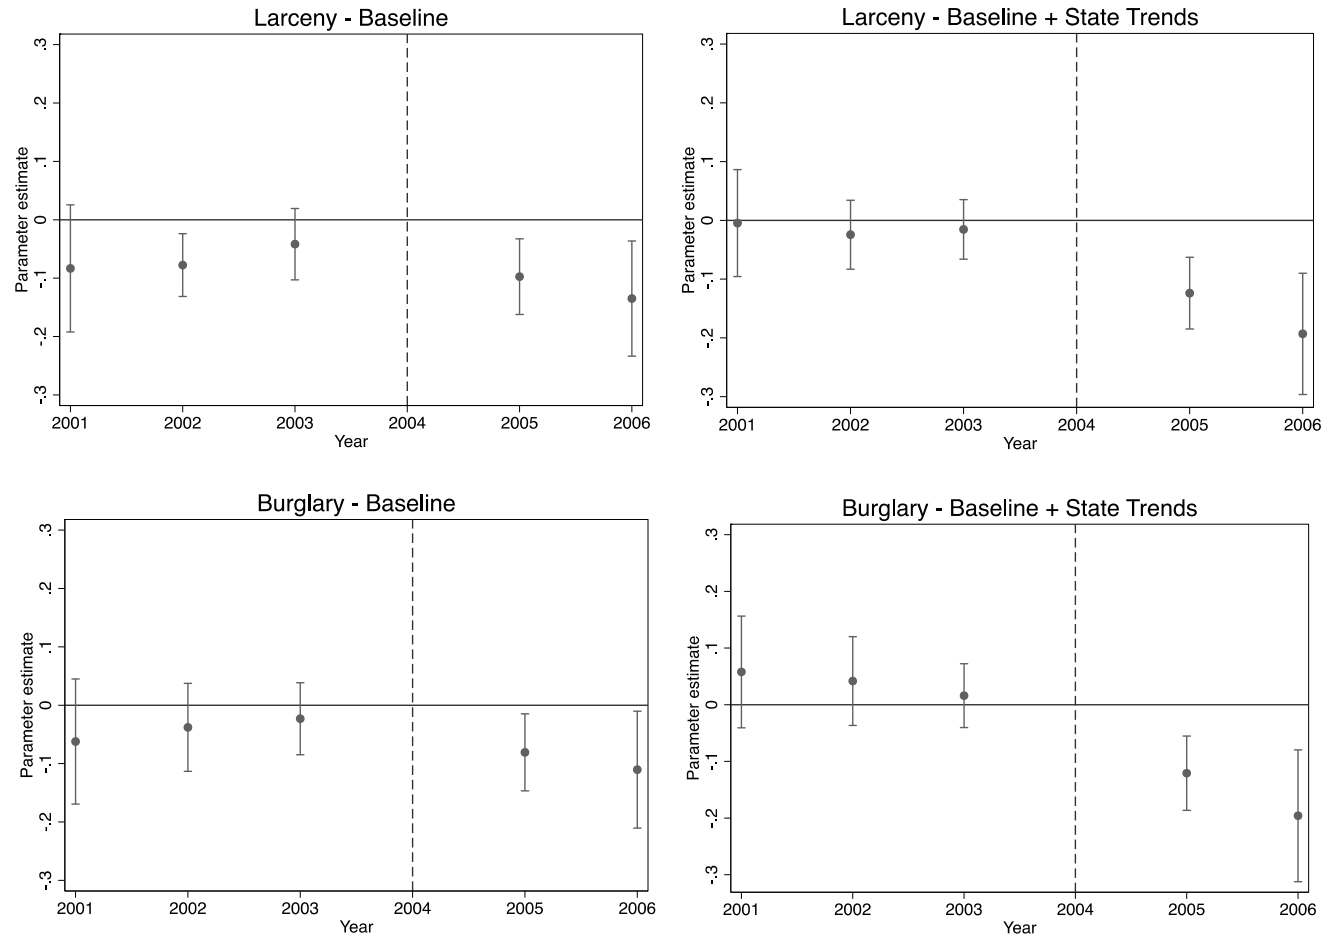 Larceny - Baseline
Parameter estimate
.3
.2
.1
0
-.1
-.2
-.3
2001 2002 2003 2004 2005 2006
Year
Larceny - Baseline + State Trends
Parameter estimate
.3
.2
.1
0
-.1
-.2
-.3
2001 2002 2003 2004 2005 2006
Year
Burglary - Baseline
Parameter estimate
.3
.2
.1
0
-.1
-.2
-.3
2001 2002 2003 2004 2005 2006
Year
Burglary - Baseline + State Trends
Parameter estimate
.3
.2
.1
0
-.1
-.2
-.3
2001 2002 2003 2004 2005 2006
Year